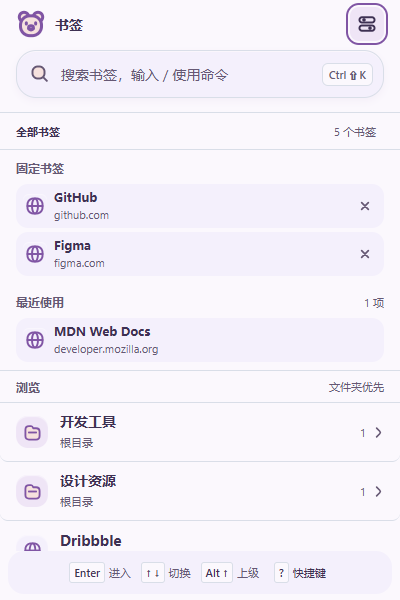 书签
搜索书签，输入 / 使用命令
Ctrl ⇧ K
全部书签
5 个书签
固定书签
GitHub
github.com
Figma
figma.com
最近使用
1 项
MDN Web Docs
developer.mozilla.org
浏览
文件夹优先
开发工具
根目录
1
设计资源
根目录
1
Dribbble
Enter 进入 ↑ ↓ 切换 Alt ↑ 上级 ? 快捷键